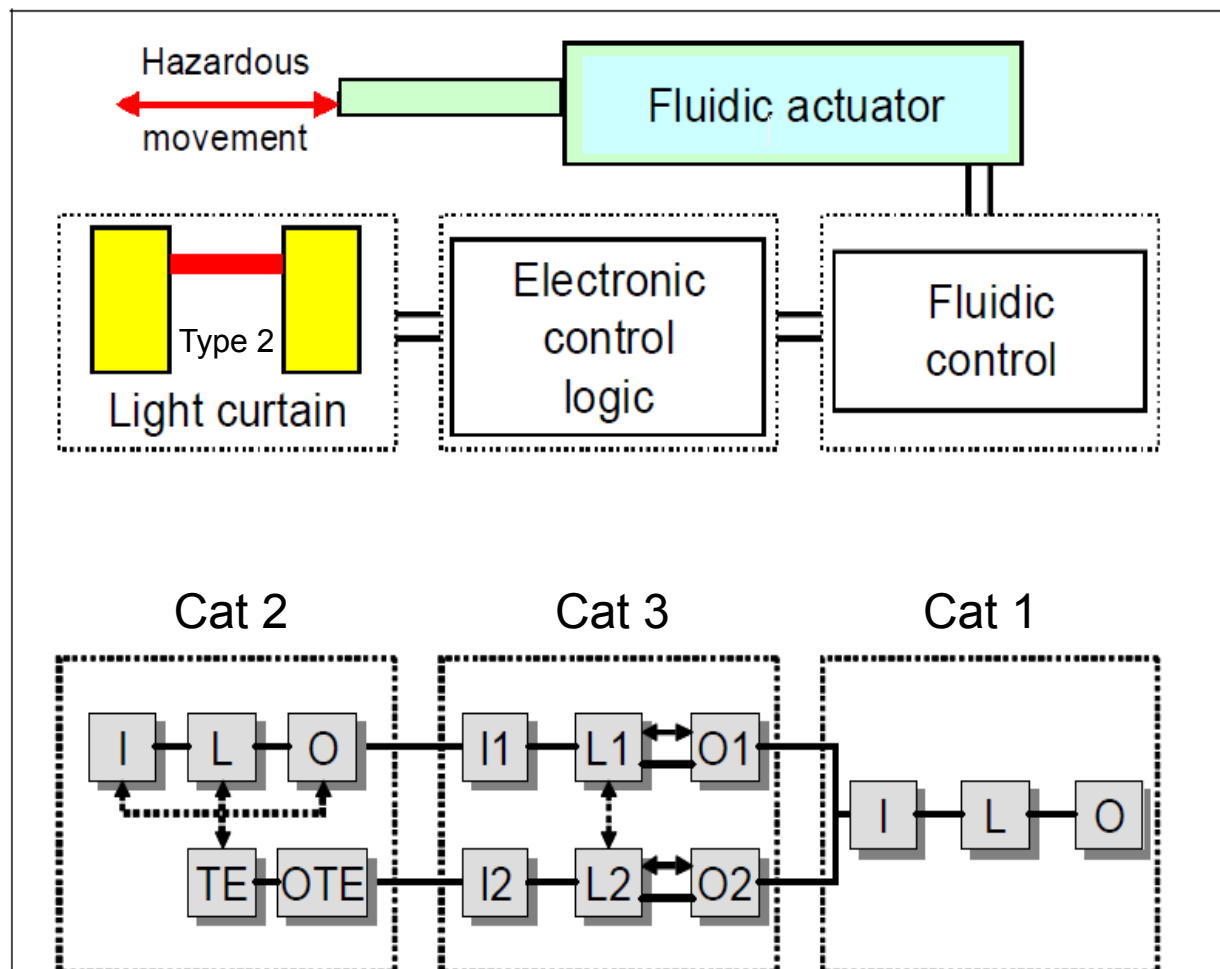 Hazardous
movement
Fluidic actuator
Type 2
Light curtain
Electronic
control
logic
Fluidic
control
Cat 2
Cat 3
Cat 1
I L O
I1 L1 O1
I L O
TE OTE
I2 L2 O2